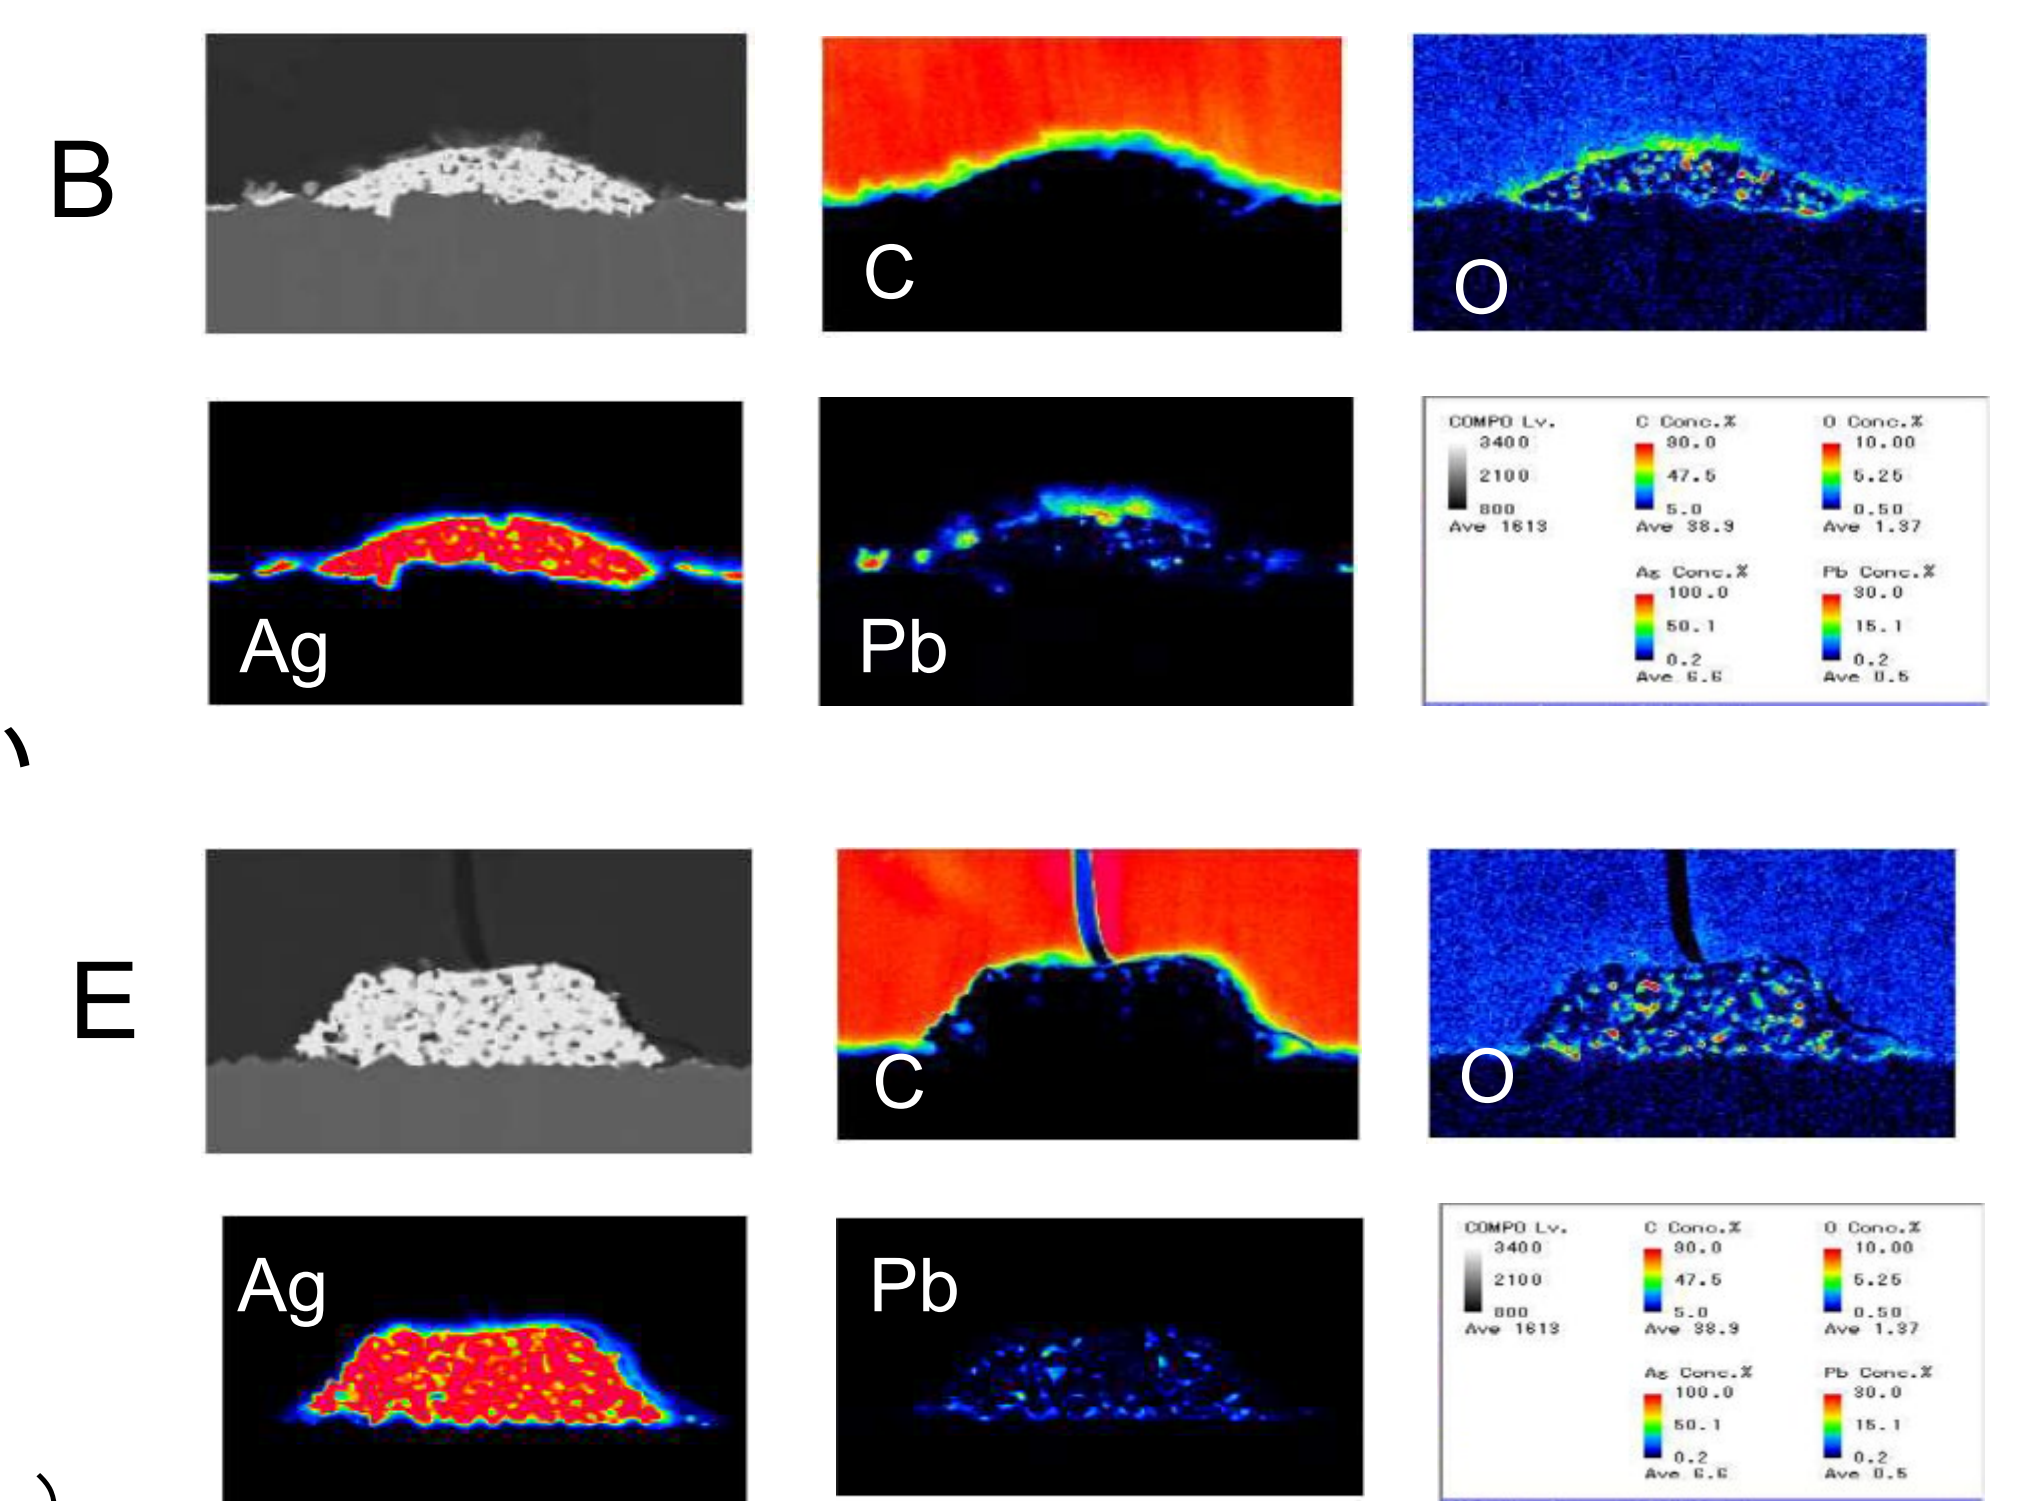 B
C
O
Ag
Pb
COMPO Lv.
3400
2100
800
Ave 1613
C Conc.%
90.0
47.5
5.0
Ave 38.9
O Conc.%
10.00
5.25
0.50
Ave 1.37
Ag Conc.%
100.0
50.1
0.2
Ave 6.6
Pb Conc.%
30.0
15.1
0.2
Ave 0.5
E
C
O
Ag
Pb
COMPO Lv.
3400
2100
800
Ave 1613
C Conc.%
90.0
47.5
5.0
Ave 38.9
O Conc.%
10.00
5.25
0.50
Ave 1.37
Ag Conc.%
100.0
50.1
0.2
Ave 6.6
Pb Conc.%
30.0
15.1
0.2
Ave 0.5